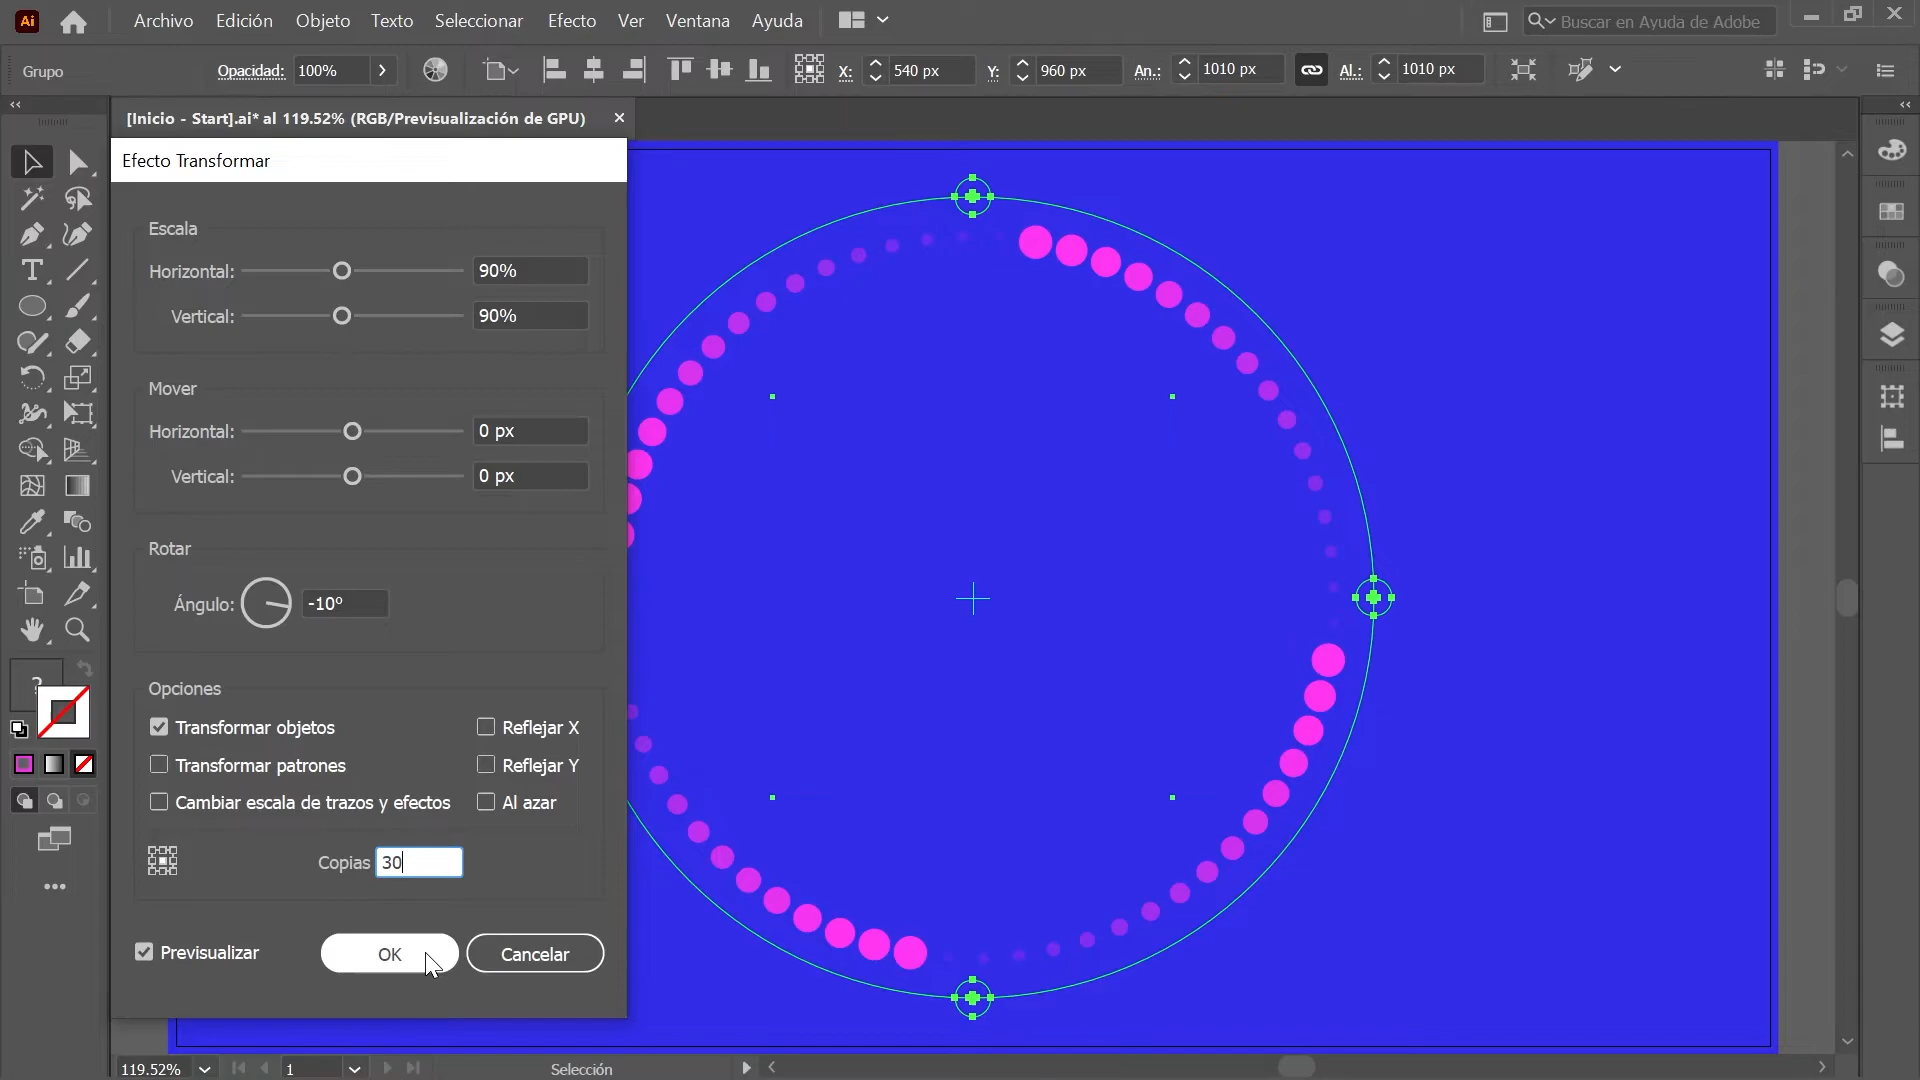 Ai Archivo Edición Objeto Texto Seleccionar Efecto Ver Ventana Ayuda Buscar en Ayuda de Adobe
Grupo Opacidad: 100% X: 540 px Y: 960 px An.: 1010 px Al.: 1010 px
[Inicio - Start].ai* al 119.52% (RGB/Previsualización de GPU)
Efecto Transformar
Escala
Horizontal: 90%
Vertical: 90%
Mover
Horizontal: 0 px
Vertical: 0 px
Rotar
Ángulo: -10º
Opciones
Transformar objetos Reflejar X
Transformar patrones Reflejar Y
Cambiar escala de trazos y efectos Al azar
Copias 30
Previsualizar OK Cancelar
?
119.52% 1 Selección